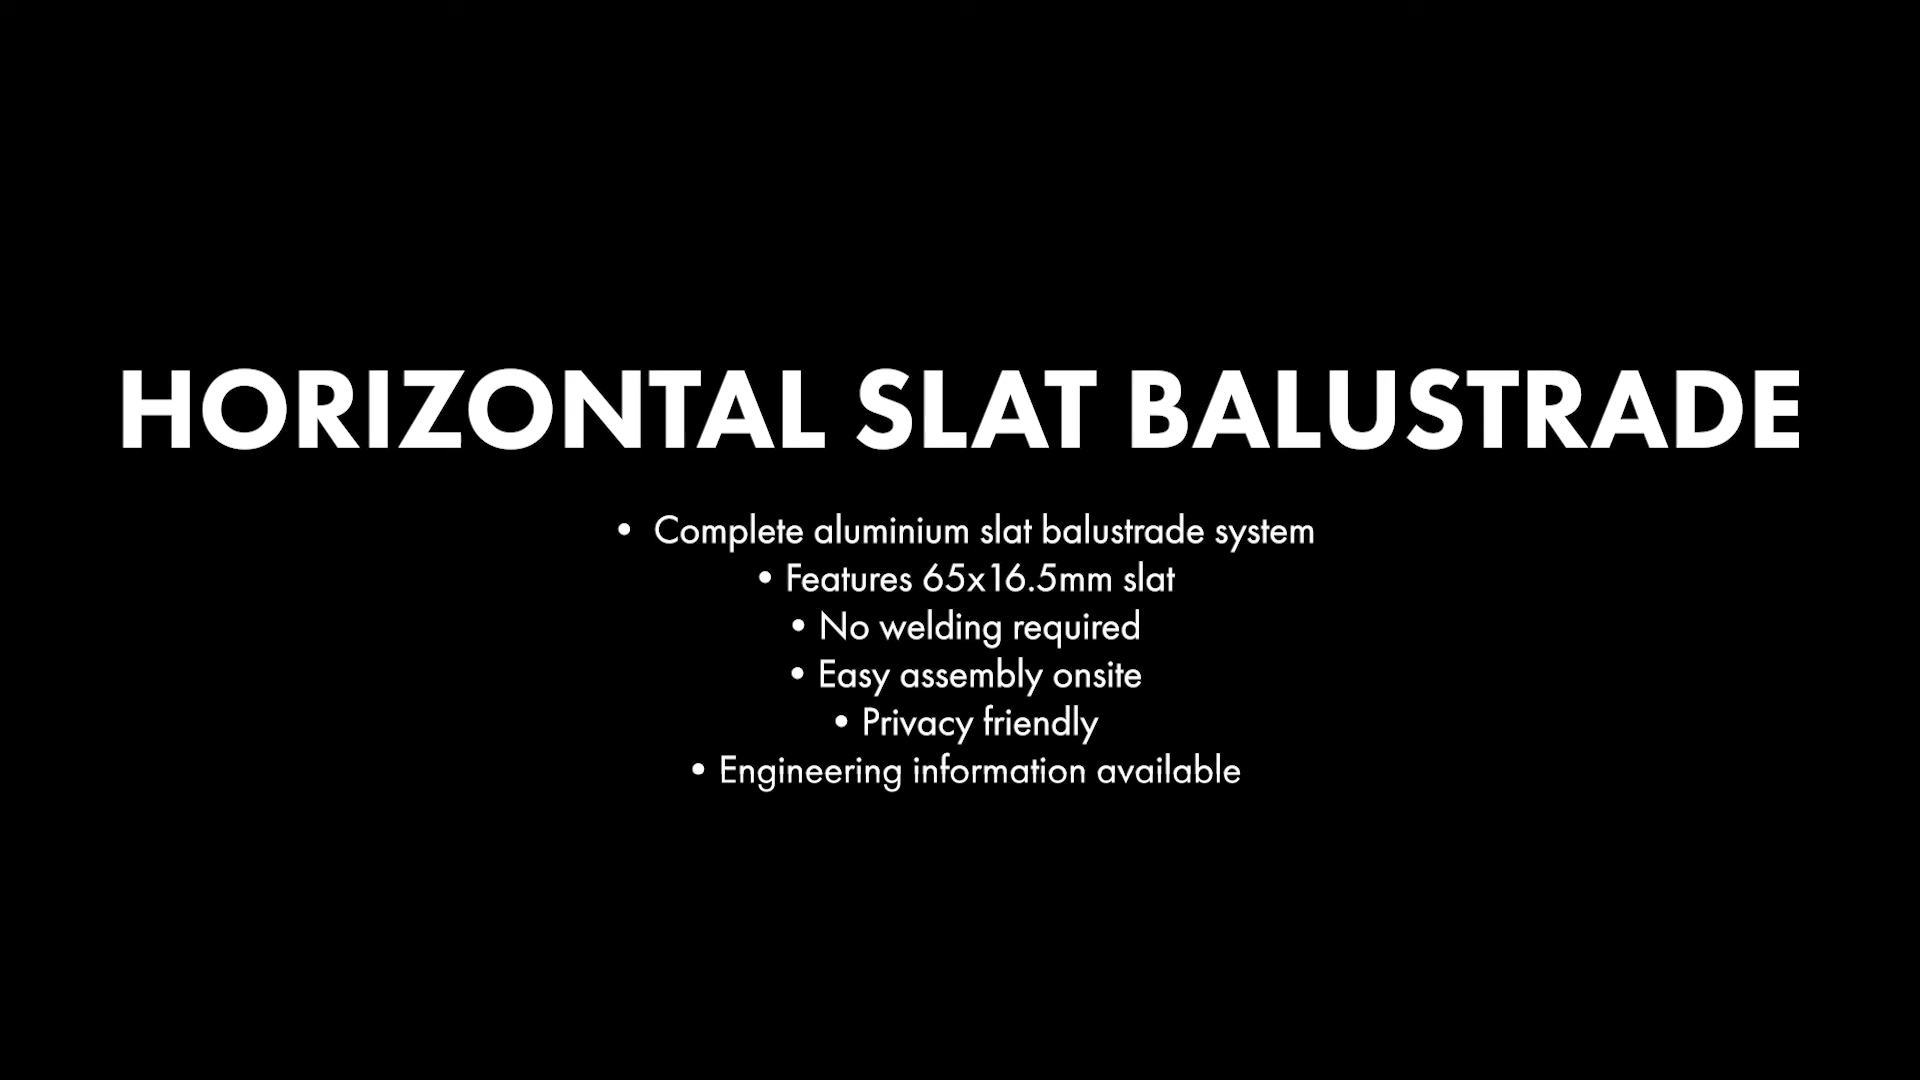 HORIZONTAL SLAT BALUSTRADE
• Complete aluminium slat balustrade system
• Features 65x16.5mm slat
• No welding required
• Easy assembly onsite
• Privacy friendly
• Engineering information available